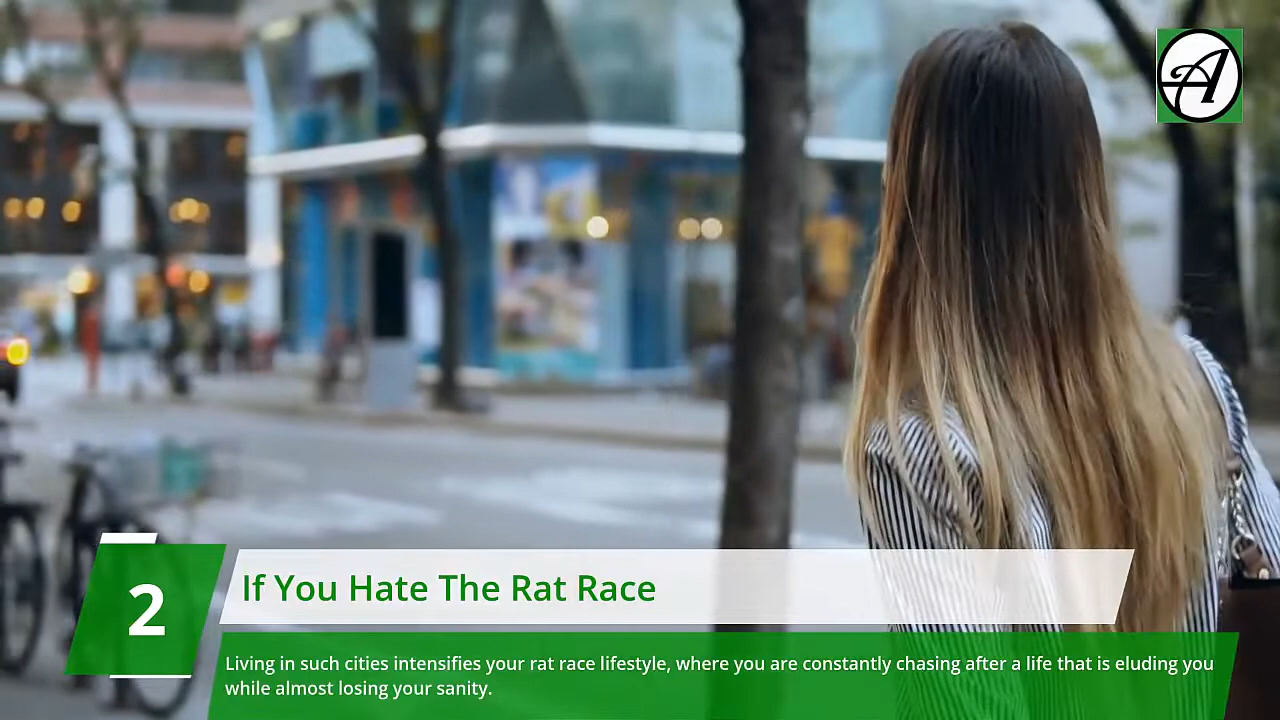 A
2
If You Hate The Rat Race
Living in such cities intensifies your rat race lifestyle, where you are constantly chasing after a life that is eluding you
while almost losing your sanity.